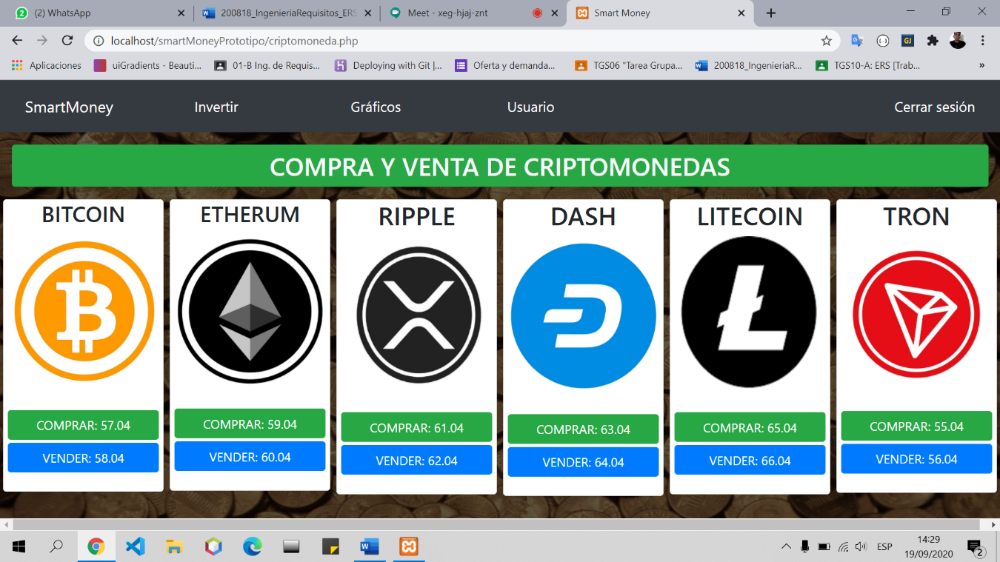 (2) WhatsApp
200818_IngenieriaRequisitos_ERS
Meet - xeg-hjaj-znt
Smart Money
localhost/smartMoneyPrototipo/criptomoneda.php
GJ
Aplicaciones
uiGradients - Beauti...
01-B Ing. de Requis...
Deploying with Git |...
Oferta y demanda...
TGS06 "Tarea Grupa...
200818_IngenieriaR...
TGS10-A: ERS [Trab...
»
SmartMoney
Invertir
Gráficos
Usuario
Cerrar sesión
COMPRA Y VENTA DE CRIPTOMONEDAS
BITCOIN
ETHERUM
RIPPLE
DASH
LITECOIN
TRON
COMPRAR: 57.04
COMPRAR: 59.04
COMPRAR: 61.04
COMPRAR: 63.04
COMPRAR: 65.04
COMPRAR: 55.04
VENDER: 58.04
VENDER: 60.04
VENDER: 62.04
VENDER: 64.04
VENDER: 66.04
VENDER: 56.04
ESP
14:29
19/09/2020
2